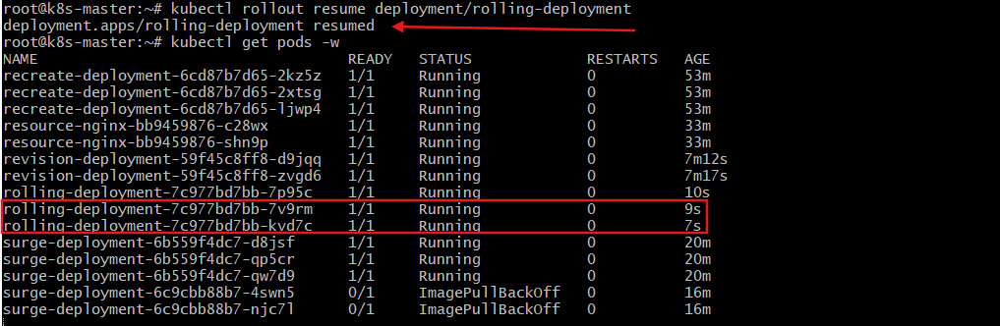 root@k8s-master:~# kubectl rollout resume deployment/rolling-deployment
deployment.apps/rolling-deployment resumed
root@k8s-master:~# kubectl get pods -w
NAME READY STATUS RESTARTS AGE
recreate-deployment-6cd87b7d65-2kz5z 1/1 Running 0 53m
recreate-deployment-6cd87b7d65-2xtsg 1/1 Running 0 53m
recreate-deployment-6cd87b7d65-ljwp4 1/1 Running 0 53m
resource-nginx-bb9459876-c28wx 1/1 Running 0 33m
resource-nginx-bb9459876-shn9p 1/1 Running 0 33m
revision-deployment-59f45c8ff8-d9jqq 1/1 Running 0 7m12s
revision-deployment-59f45c8ff8-zvgd6 1/1 Running 0 7m17s
rolling-deployment-7c977bd7bb-7p95c 1/1 Running 0 10s
rolling-deployment-7c977bd7bb-7v9rm 1/1 Running 0 9s
rolling-deployment-7c977bd7bb-kvd7c 1/1 Running 0 7s
surge-deployment-6b559f4dc7-d8jsf 1/1 Running 0 20m
surge-deployment-6b559f4dc7-qp5cr 1/1 Running 0 20m
surge-deployment-6b559f4dc7-qw7d9 1/1 Running 0 20m
surge-deployment-6c9cbb88b7-4swn5 0/1 ImagePullBackOff 0 16m
surge-deployment-6c9cbb88b7-njc7l 0/1 ImagePullBackOff 0 16m